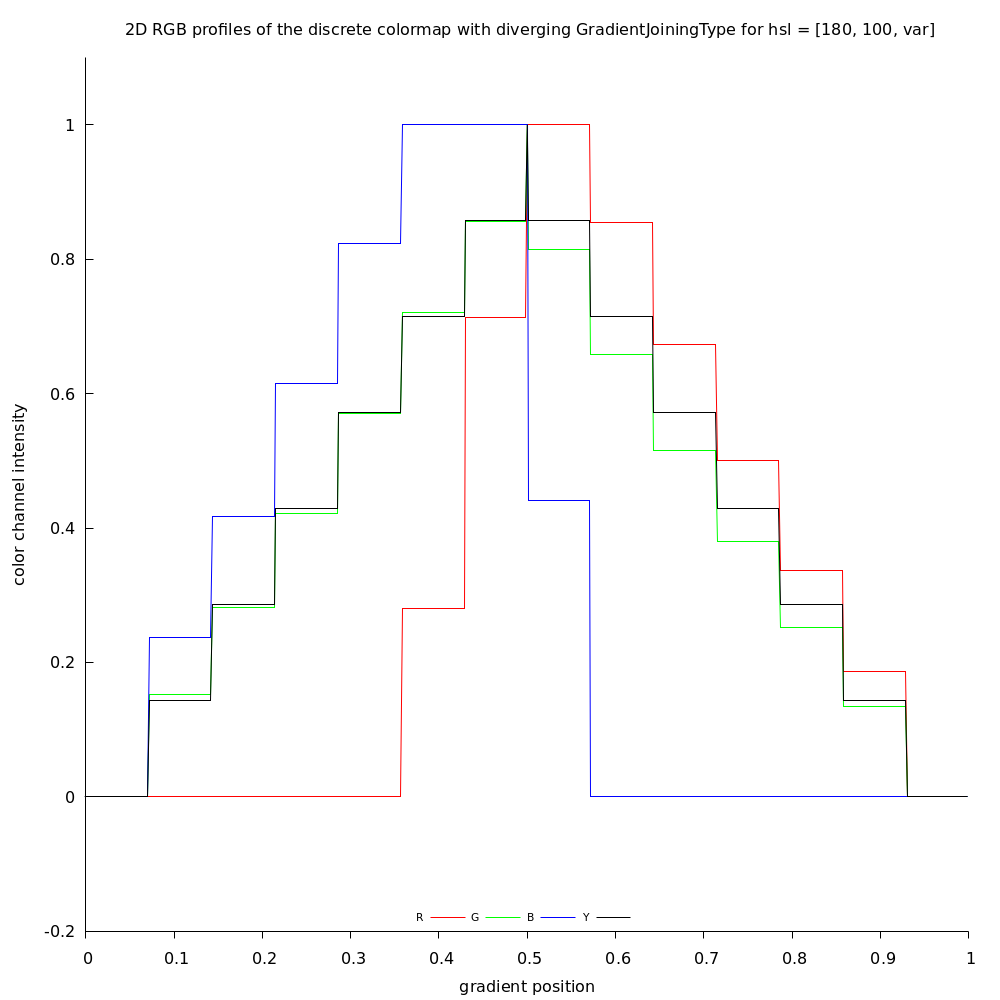 2D RGB profiles of the discrete colormap with diverging GradientJoiningType for hsl = [180, 100, var]
1
0.8
0.6
0.4
0.2
0
-0.2
color channel intensity
R G B Y
0 0.1 0.2 0.3 0.4 0.5 0.6 0.7 0.8 0.9 1
gradient position